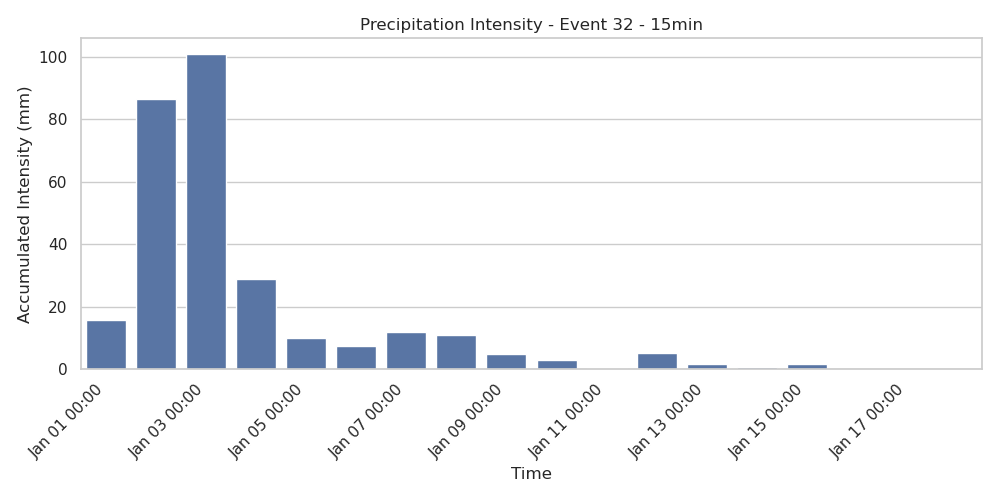 Precipitation Intensity - Event 32 - 15min
Accumulated Intensity (mm)
100
80
60
40
20
0
Jan 01 00:00
Jan 03 00:00
Jan 05 00:00
Jan 07 00:00
Jan 09 00:00
Jan 11 00:00
Jan 13 00:00
Jan 15 00:00
Jan 17 00:00
Time